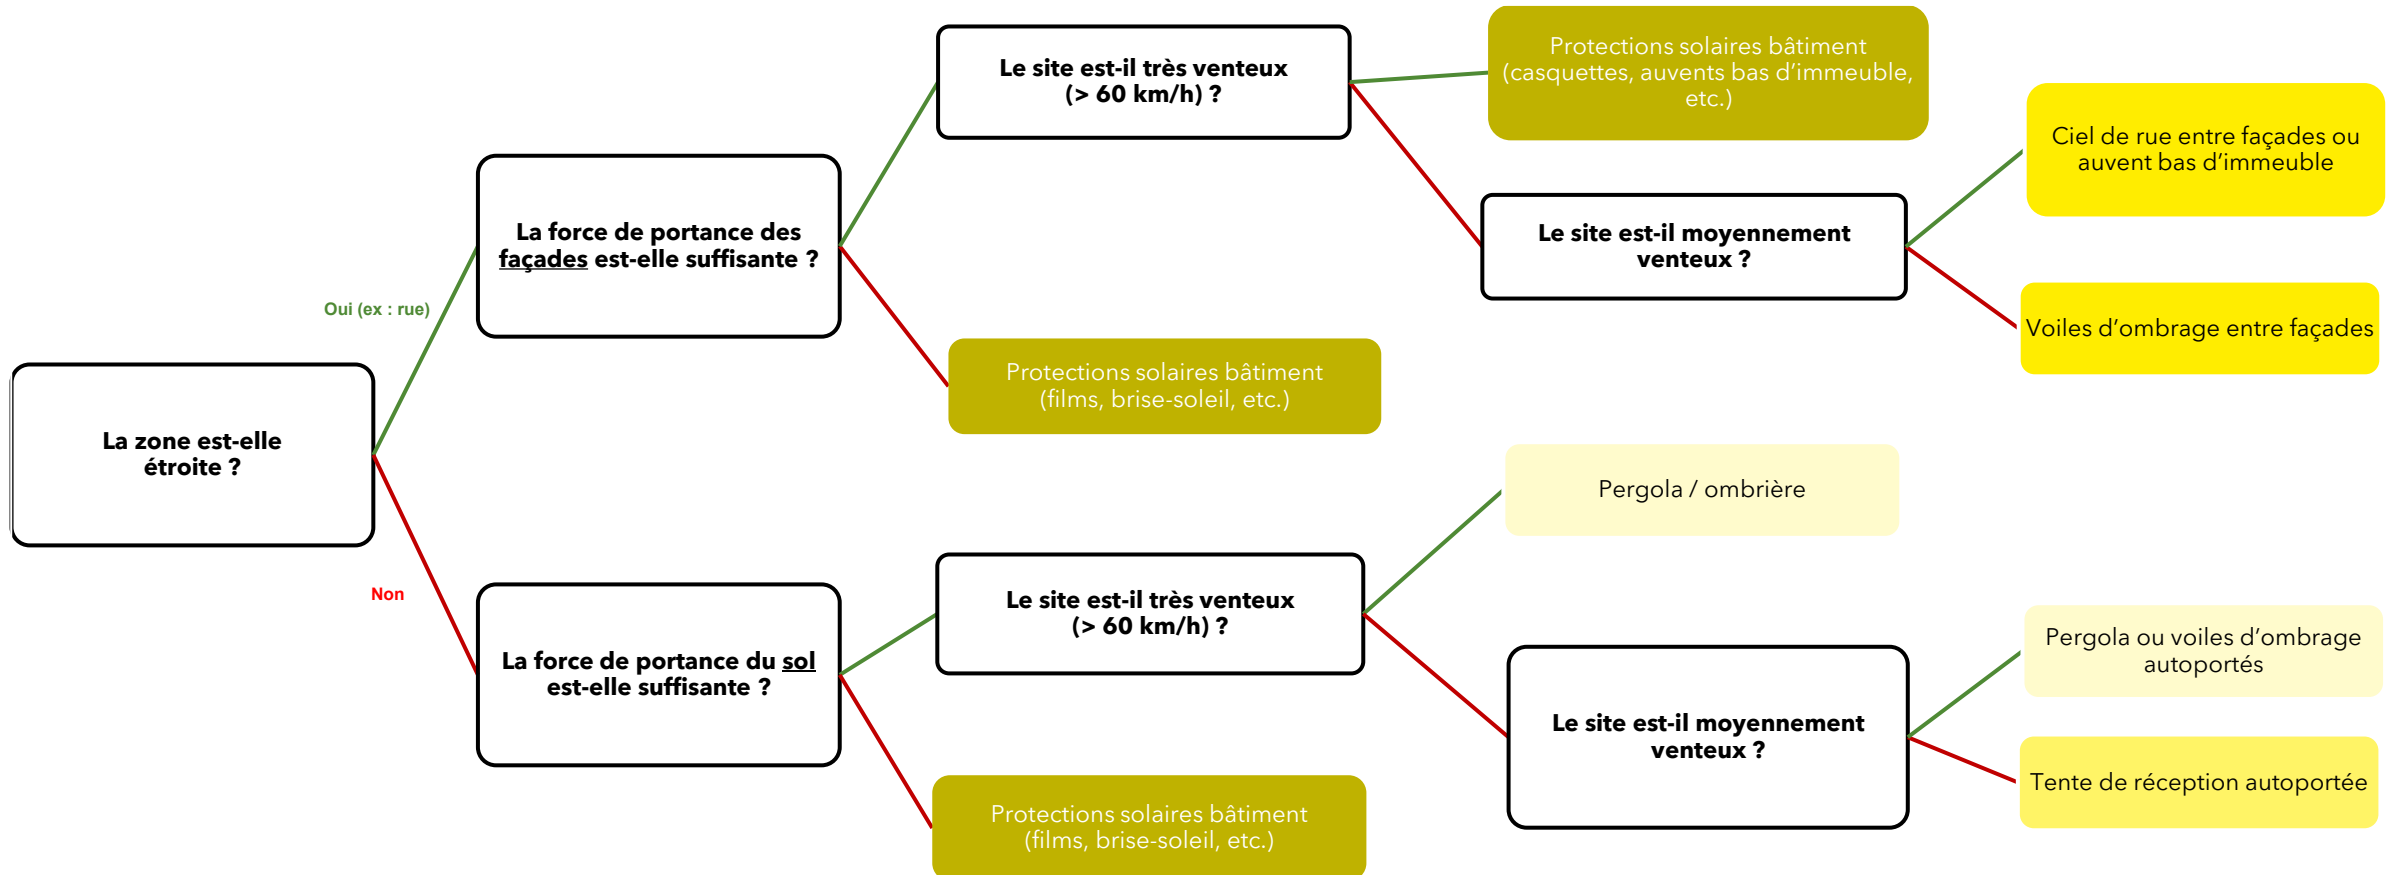 Le site est-il très venteux
(> 60 km/h) ?
Protections solaires bâtiment
(casquettes, auvents bas d’immeuble,
etc.)
Ciel de rue entre façades ou
auvent bas d’immeuble
La force de portance des
façades est-elle suffisante ?
Le site est-il moyennement
venteux ?
Oui (ex : rue)
Voiles d’ombrage entre façades
Protections solaires bâtiment
(films, brise-soleil, etc.)
La zone est-elle
étroite ?
Pergola / ombrière
Non
Le site est-il très venteux
(> 60 km/h) ?
La force de portance du sol
est-elle suffisante ?
Pergola ou voiles d’ombrage
autoportés
Le site est-il moyennement
venteux ?
Tente de réception autoportée
Protections solaires bâtiment
(films, brise-soleil, etc.)